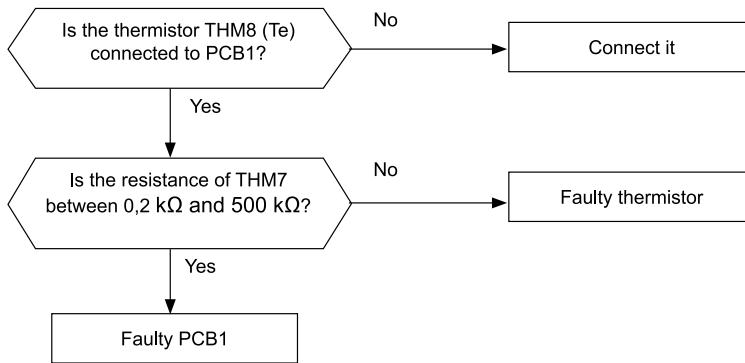 Is the thermistor THM8 (Te)
connected to PCB1?
No
Connect it
Yes
Is the resistance of THM7
between 0,2 kΩ and 500 kΩ?
No
Faulty thermistor
Yes
Faulty PCB1